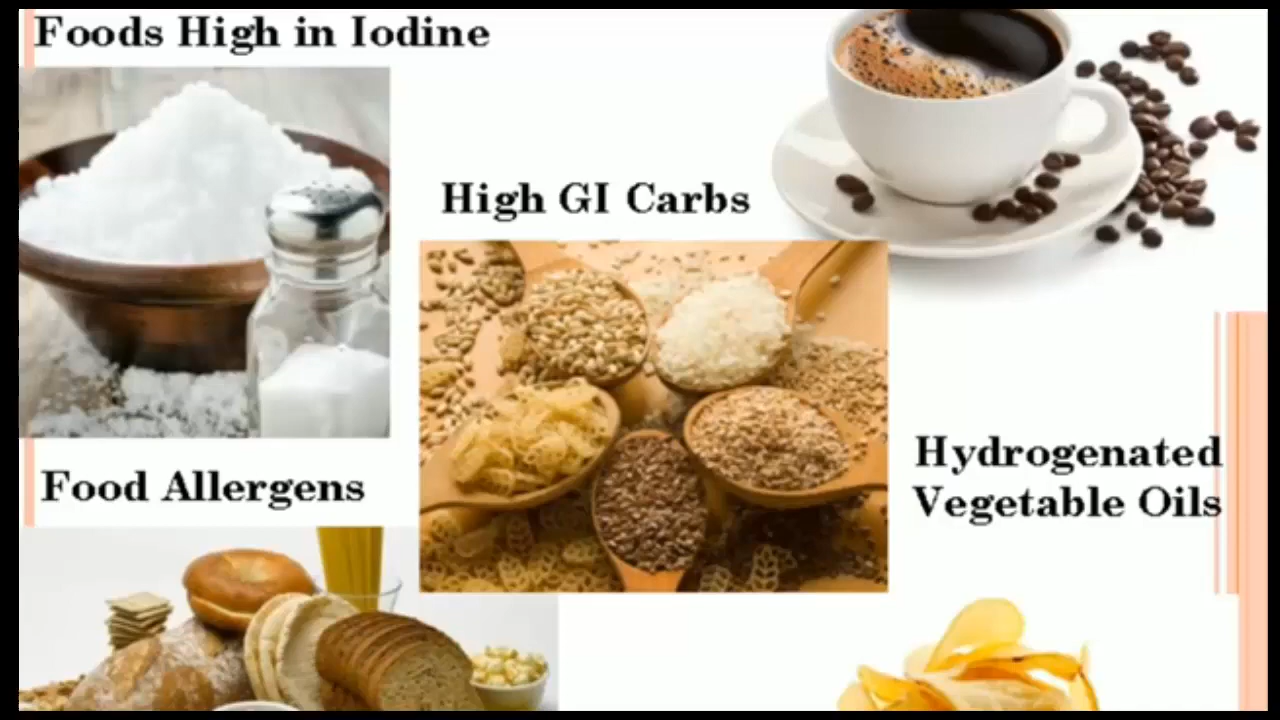 Foods High in Iodine
High GI Carbs
Food Allergens
Hydrogenated
Vegetable Oils